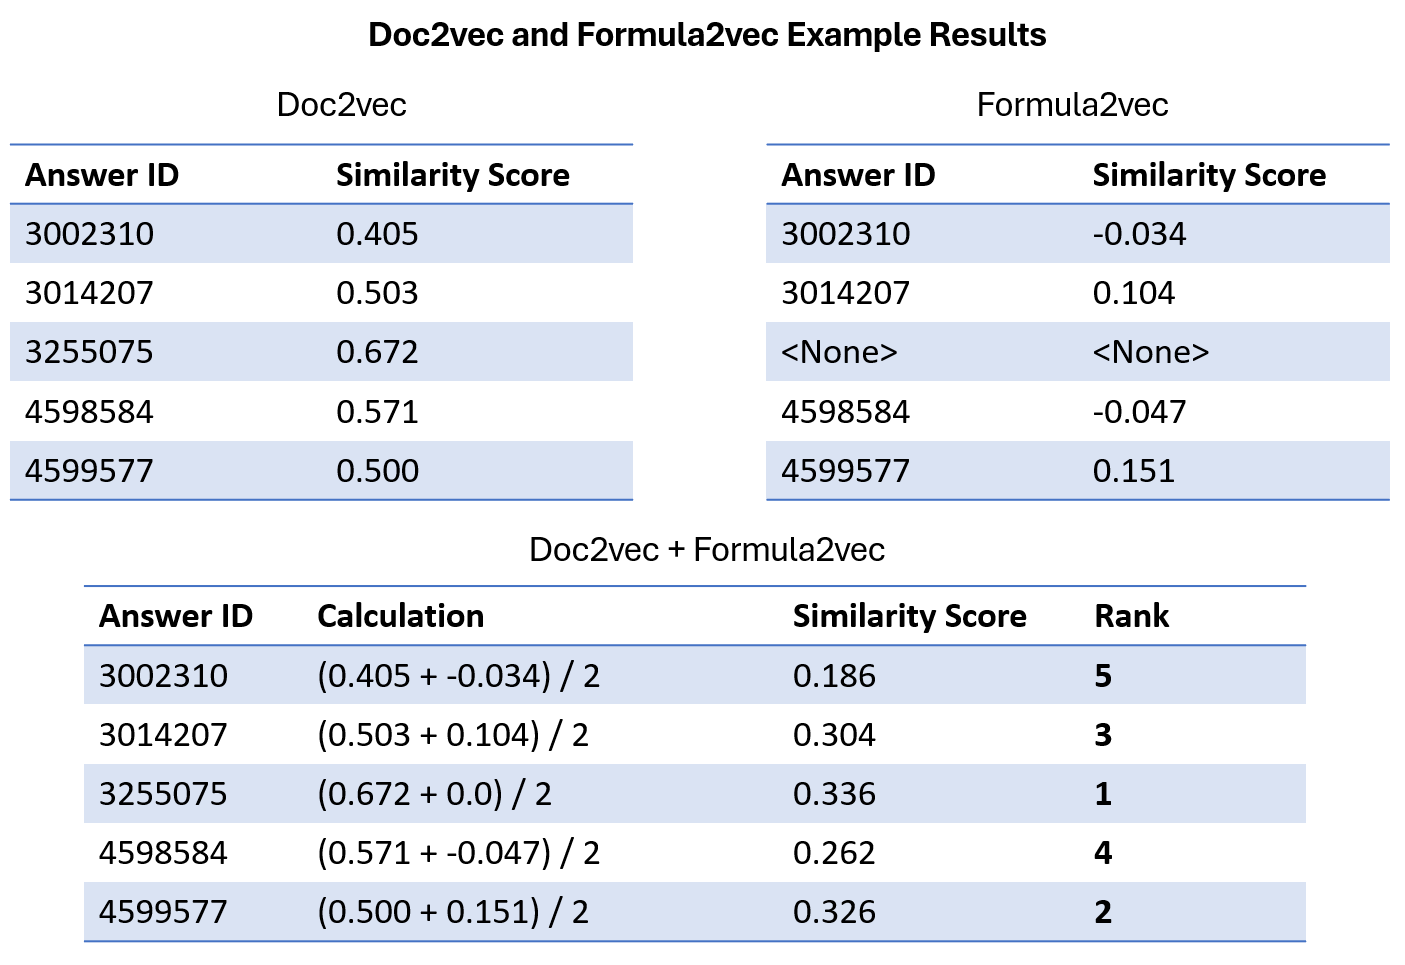 Doc2vec and Formula2vec Example Results
Doc2vec
Answer ID Similarity Score
3002310 0.405
3014207 0.503
3255075 0.672
4598584 0.571
4599577 0.500
Formula2vec
Answer ID Similarity Score
3002310 -0.034
3014207 0.104
<None> <None>
4598584 -0.047
4599577 0.151
Doc2vec + Formula2vec
Answer ID Calculation Similarity Score Rank
3002310 (0.405 + -0.034) / 2 0.186 5
3014207 (0.503 + 0.104) / 2 0.304 3
3255075 (0.672 + 0.0) / 2 0.336 1
4598584 (0.571 + -0.047) / 2 0.262 4
4599577 (0.500 + 0.151) / 2 0.326 2